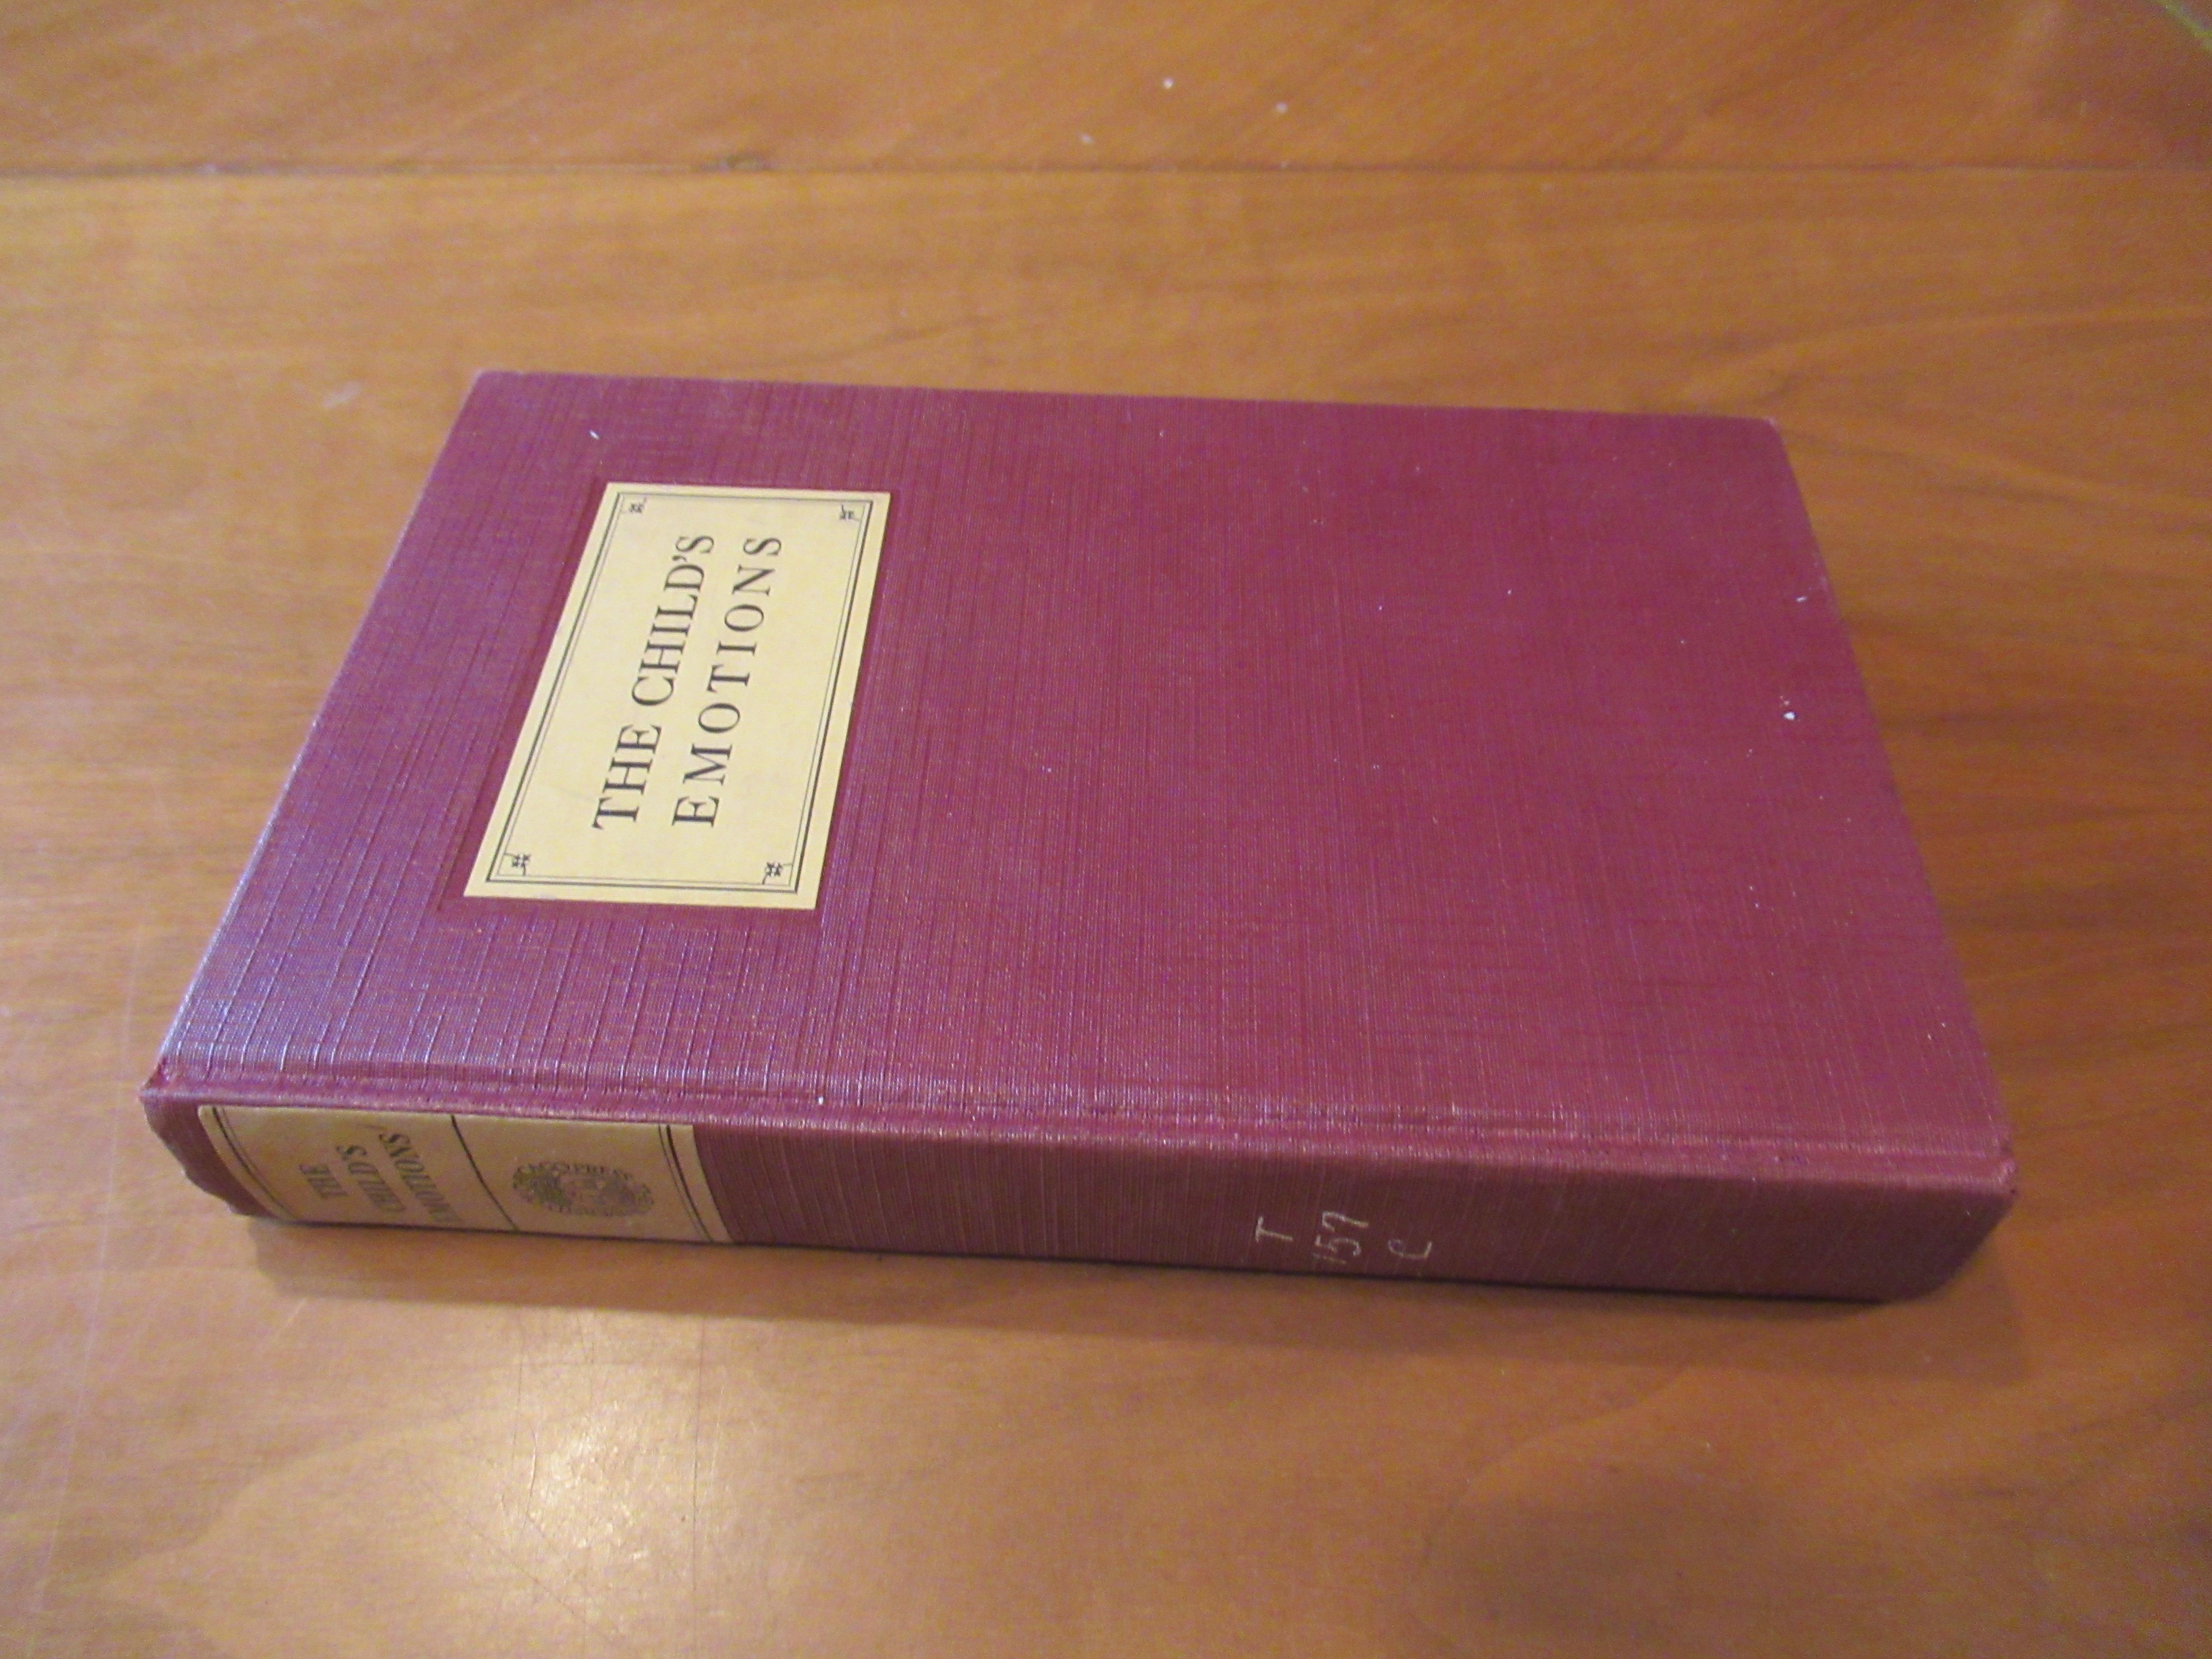 THE CHILD'S
EMOTIONS
THE
CHILD'S
EMOTIONS
T
157
C